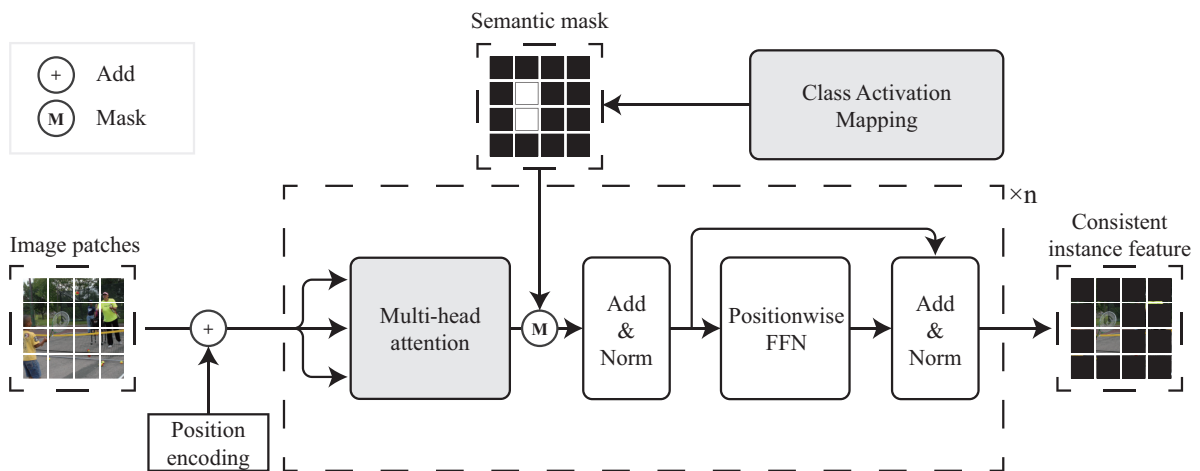 Semantic mask
+
Add
M
Mask
Class Activation
Mapping
×n
Image patches
Consistent
instance feature
+
Multi-head
attention
M
Add
&
Norm
Positionwise
FFN
Add
&
Norm
Position
encoding